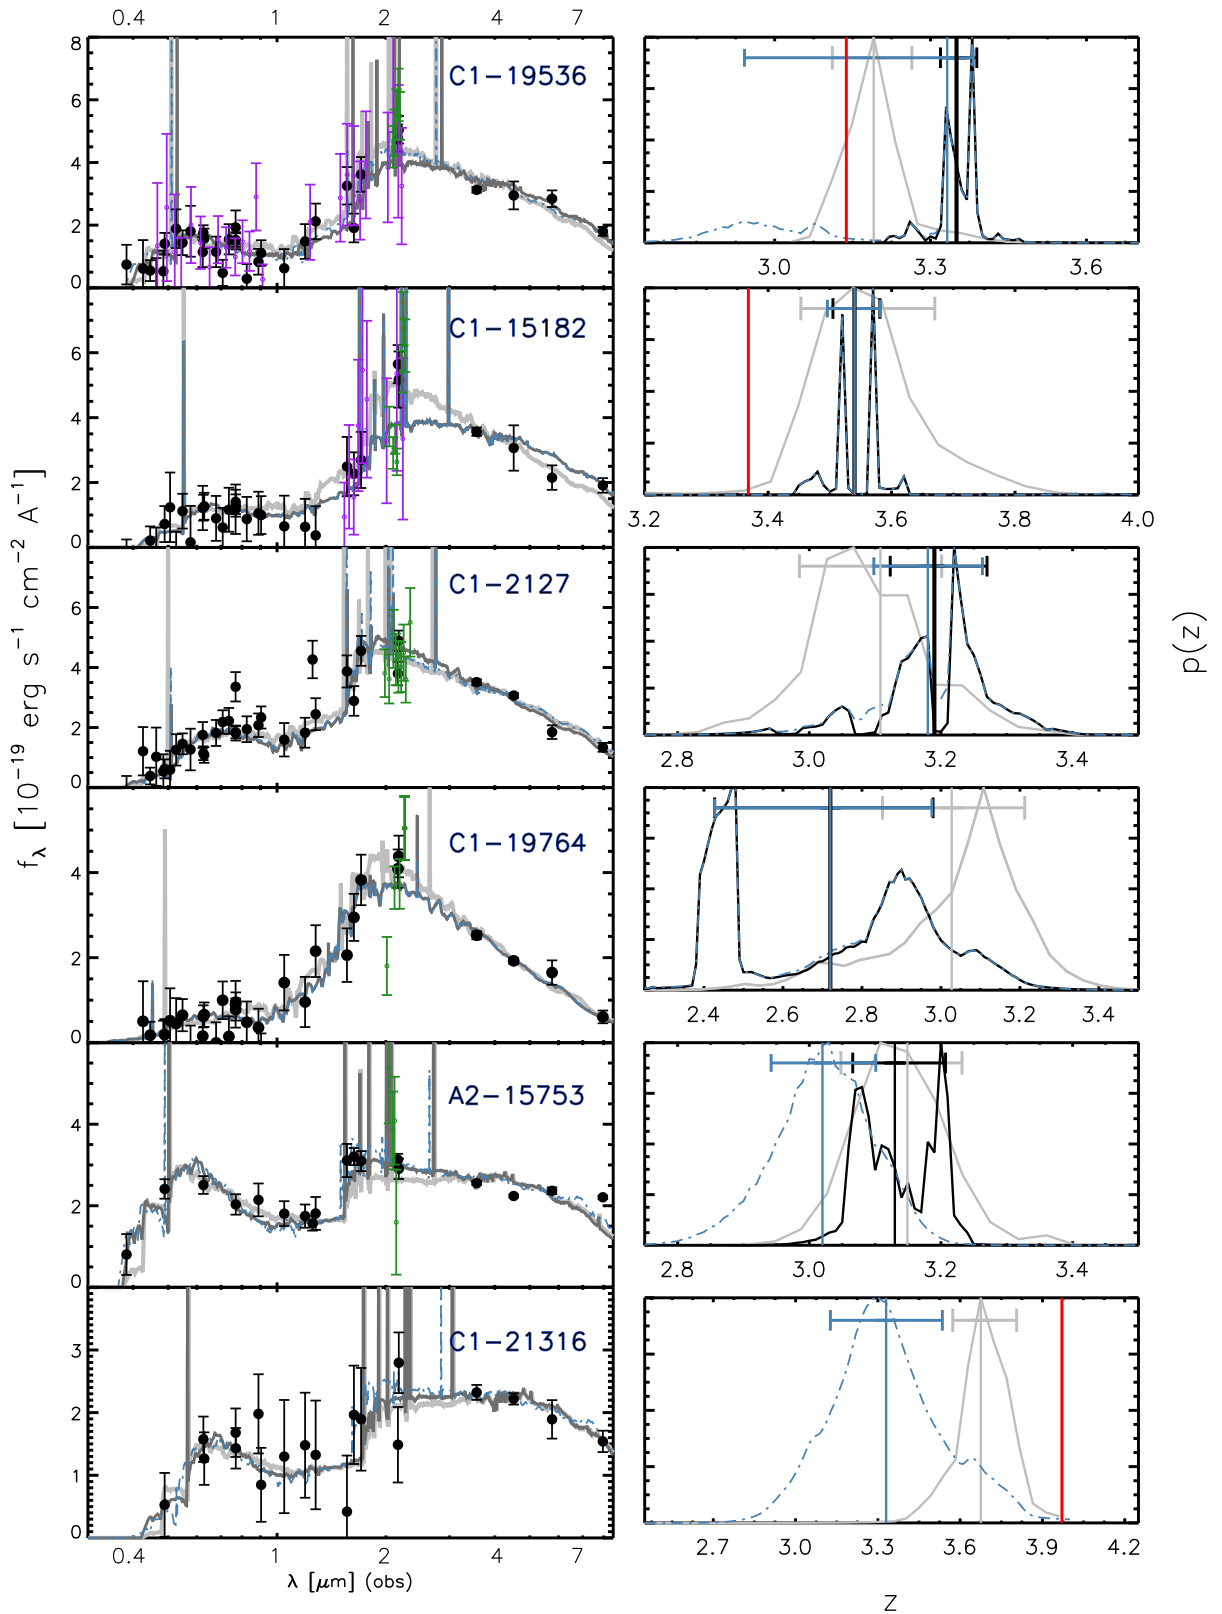 0.4 1 2 4 7
8
6
4
2
0
C1-19536
3.0 3.3 3.6
6
4
2
0
C1-15182
3.2 3.4 3.6 3.8 4.0
6
4
2
0
C1-2127
2.8 3.0 3.2 3.4
4
2
0
C1-19764
2.4 2.6 2.8 3.0 3.2 3.4
4
2
0
A2-15753
2.8 3.0 3.2 3.4
3
2
1
0
C1-21316
2.7 3.0 3.3 3.6 3.9 4.2
0.4 1 2 4 7
λ [μm] (obs)
z
f_λ [10⁻¹⁹ erg s⁻¹ cm⁻² A⁻¹]
p(z)